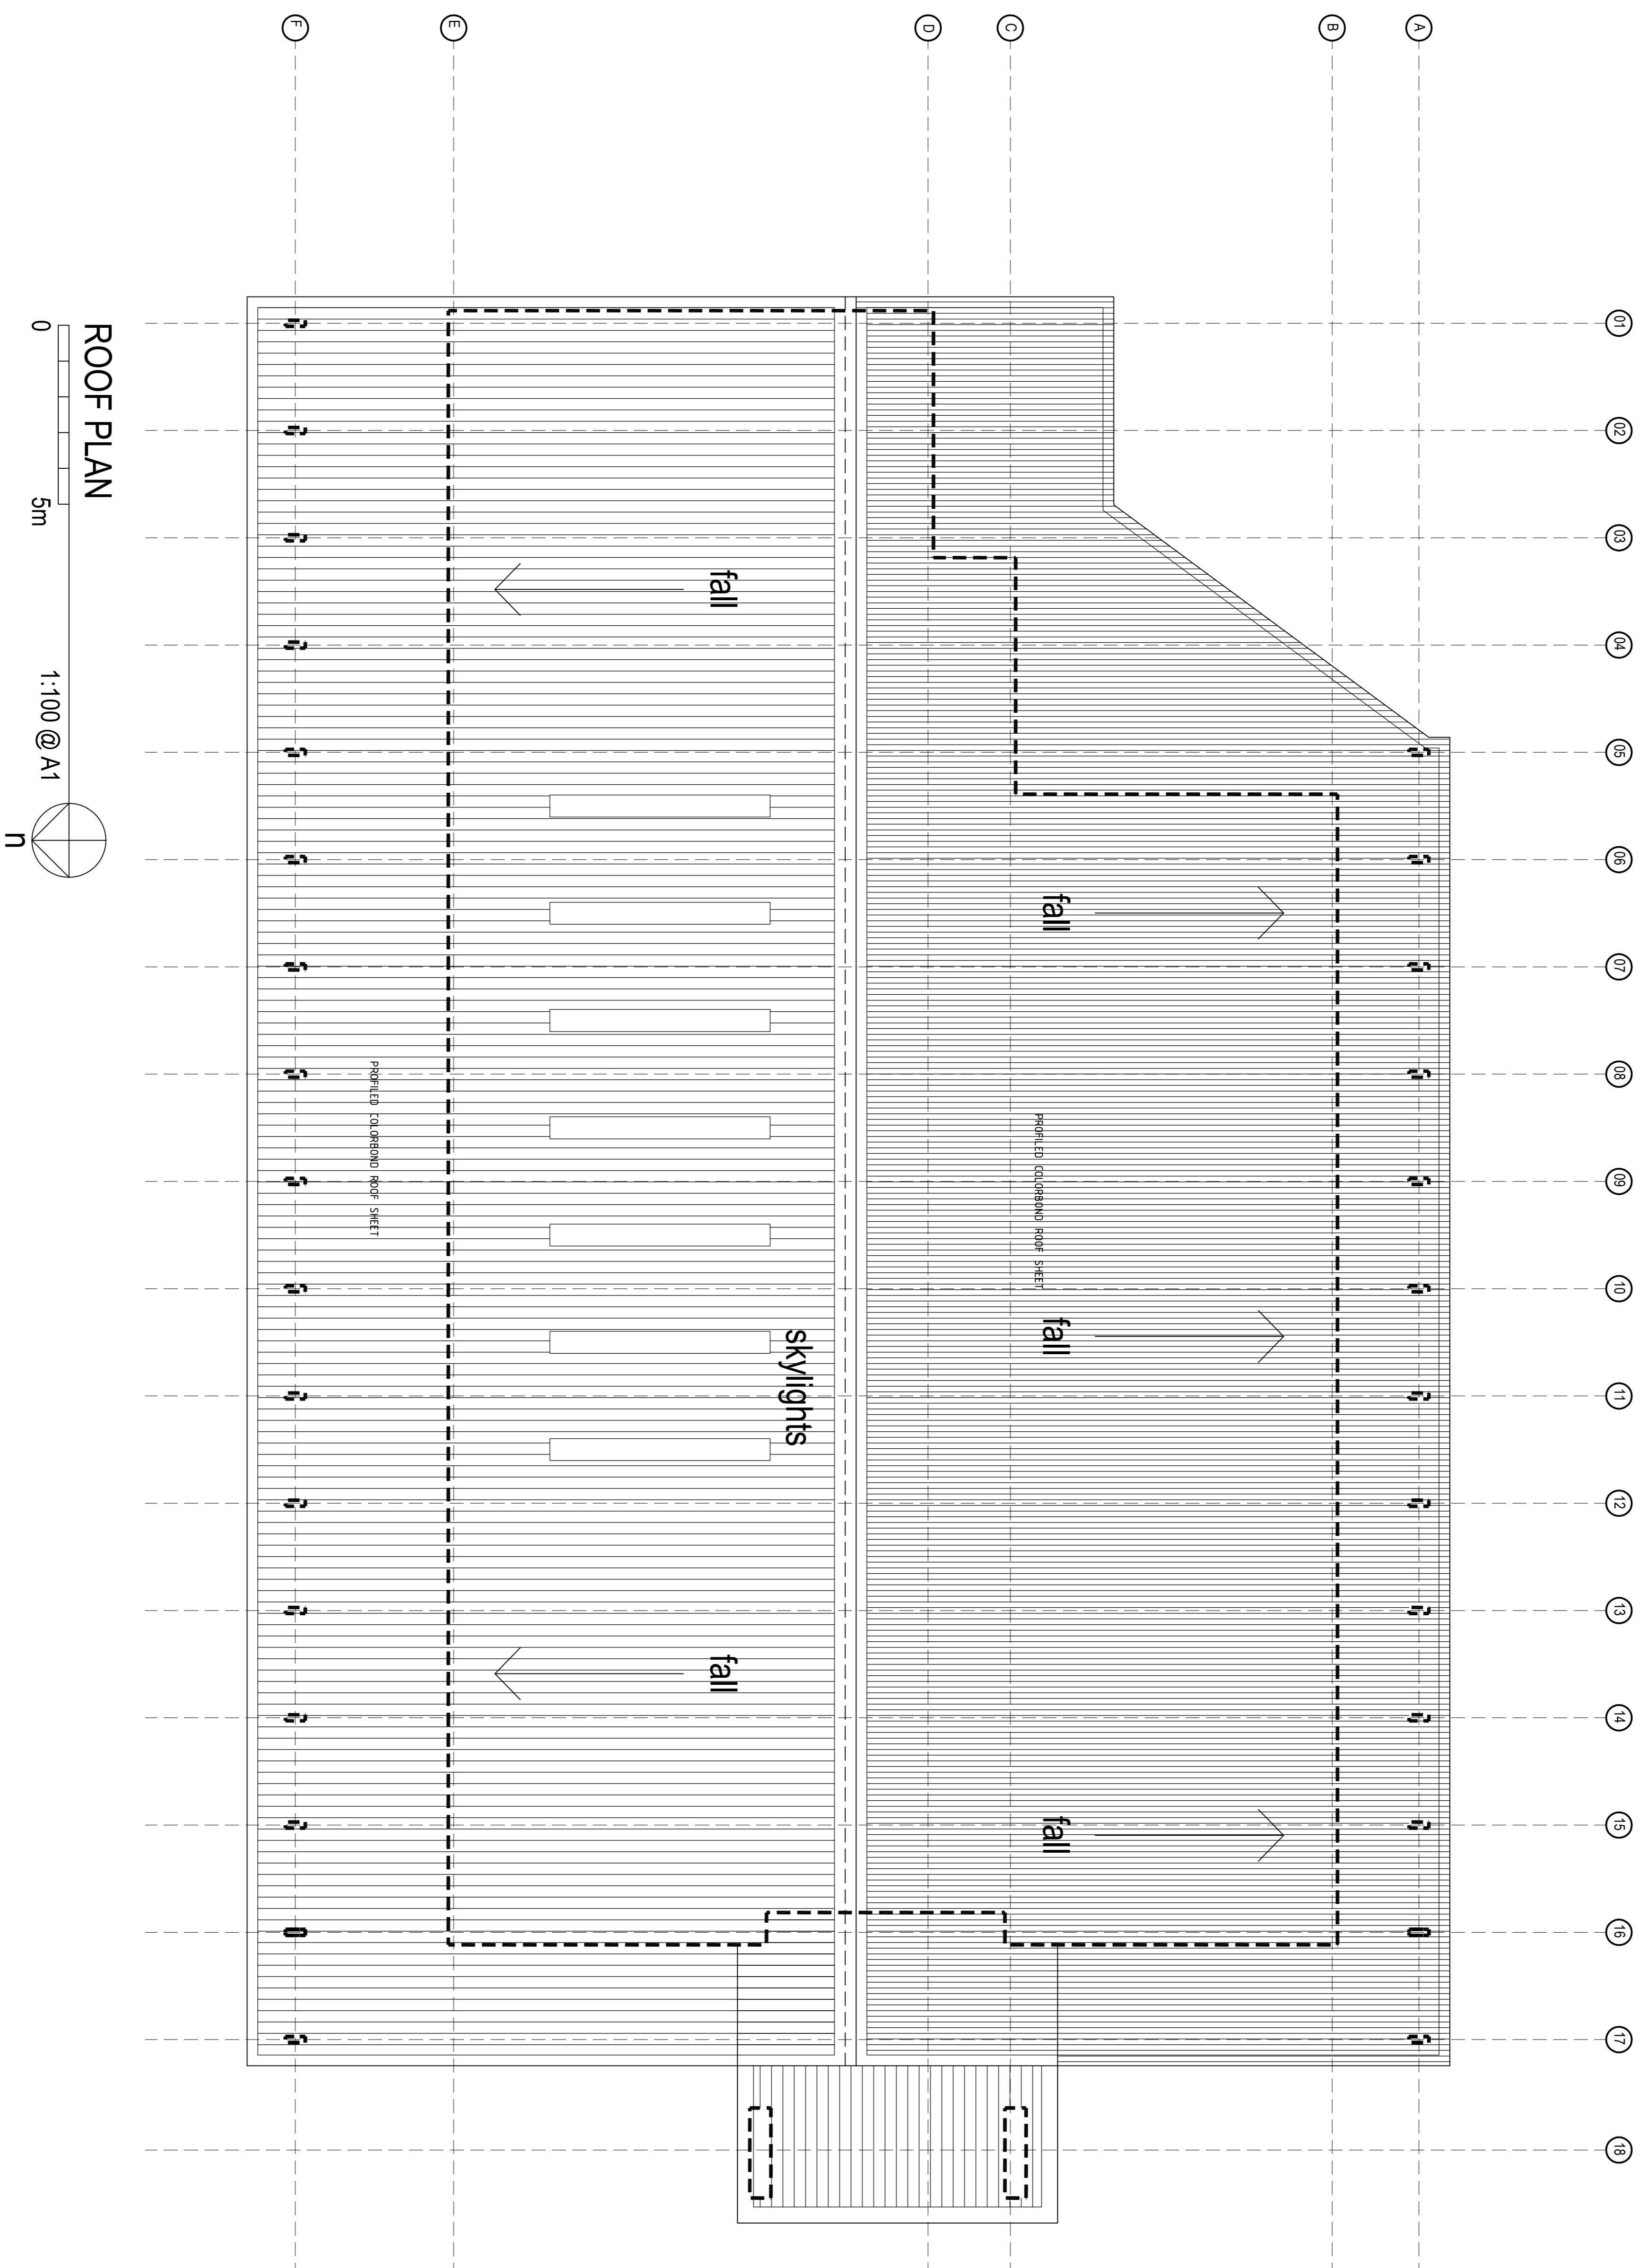 F
E
D
C
B
A
01
02
03
04
05
06
07
08
09
10
11
12
13
14
15
16
17
18
fall
fall
PROFILED COLORBOND ROOF SHEET
fall
PROFILED COLORBOND ROOF SHEET
skylights
fall
fall
ROOF PLAN
0 5m
1:100 @ A1
n